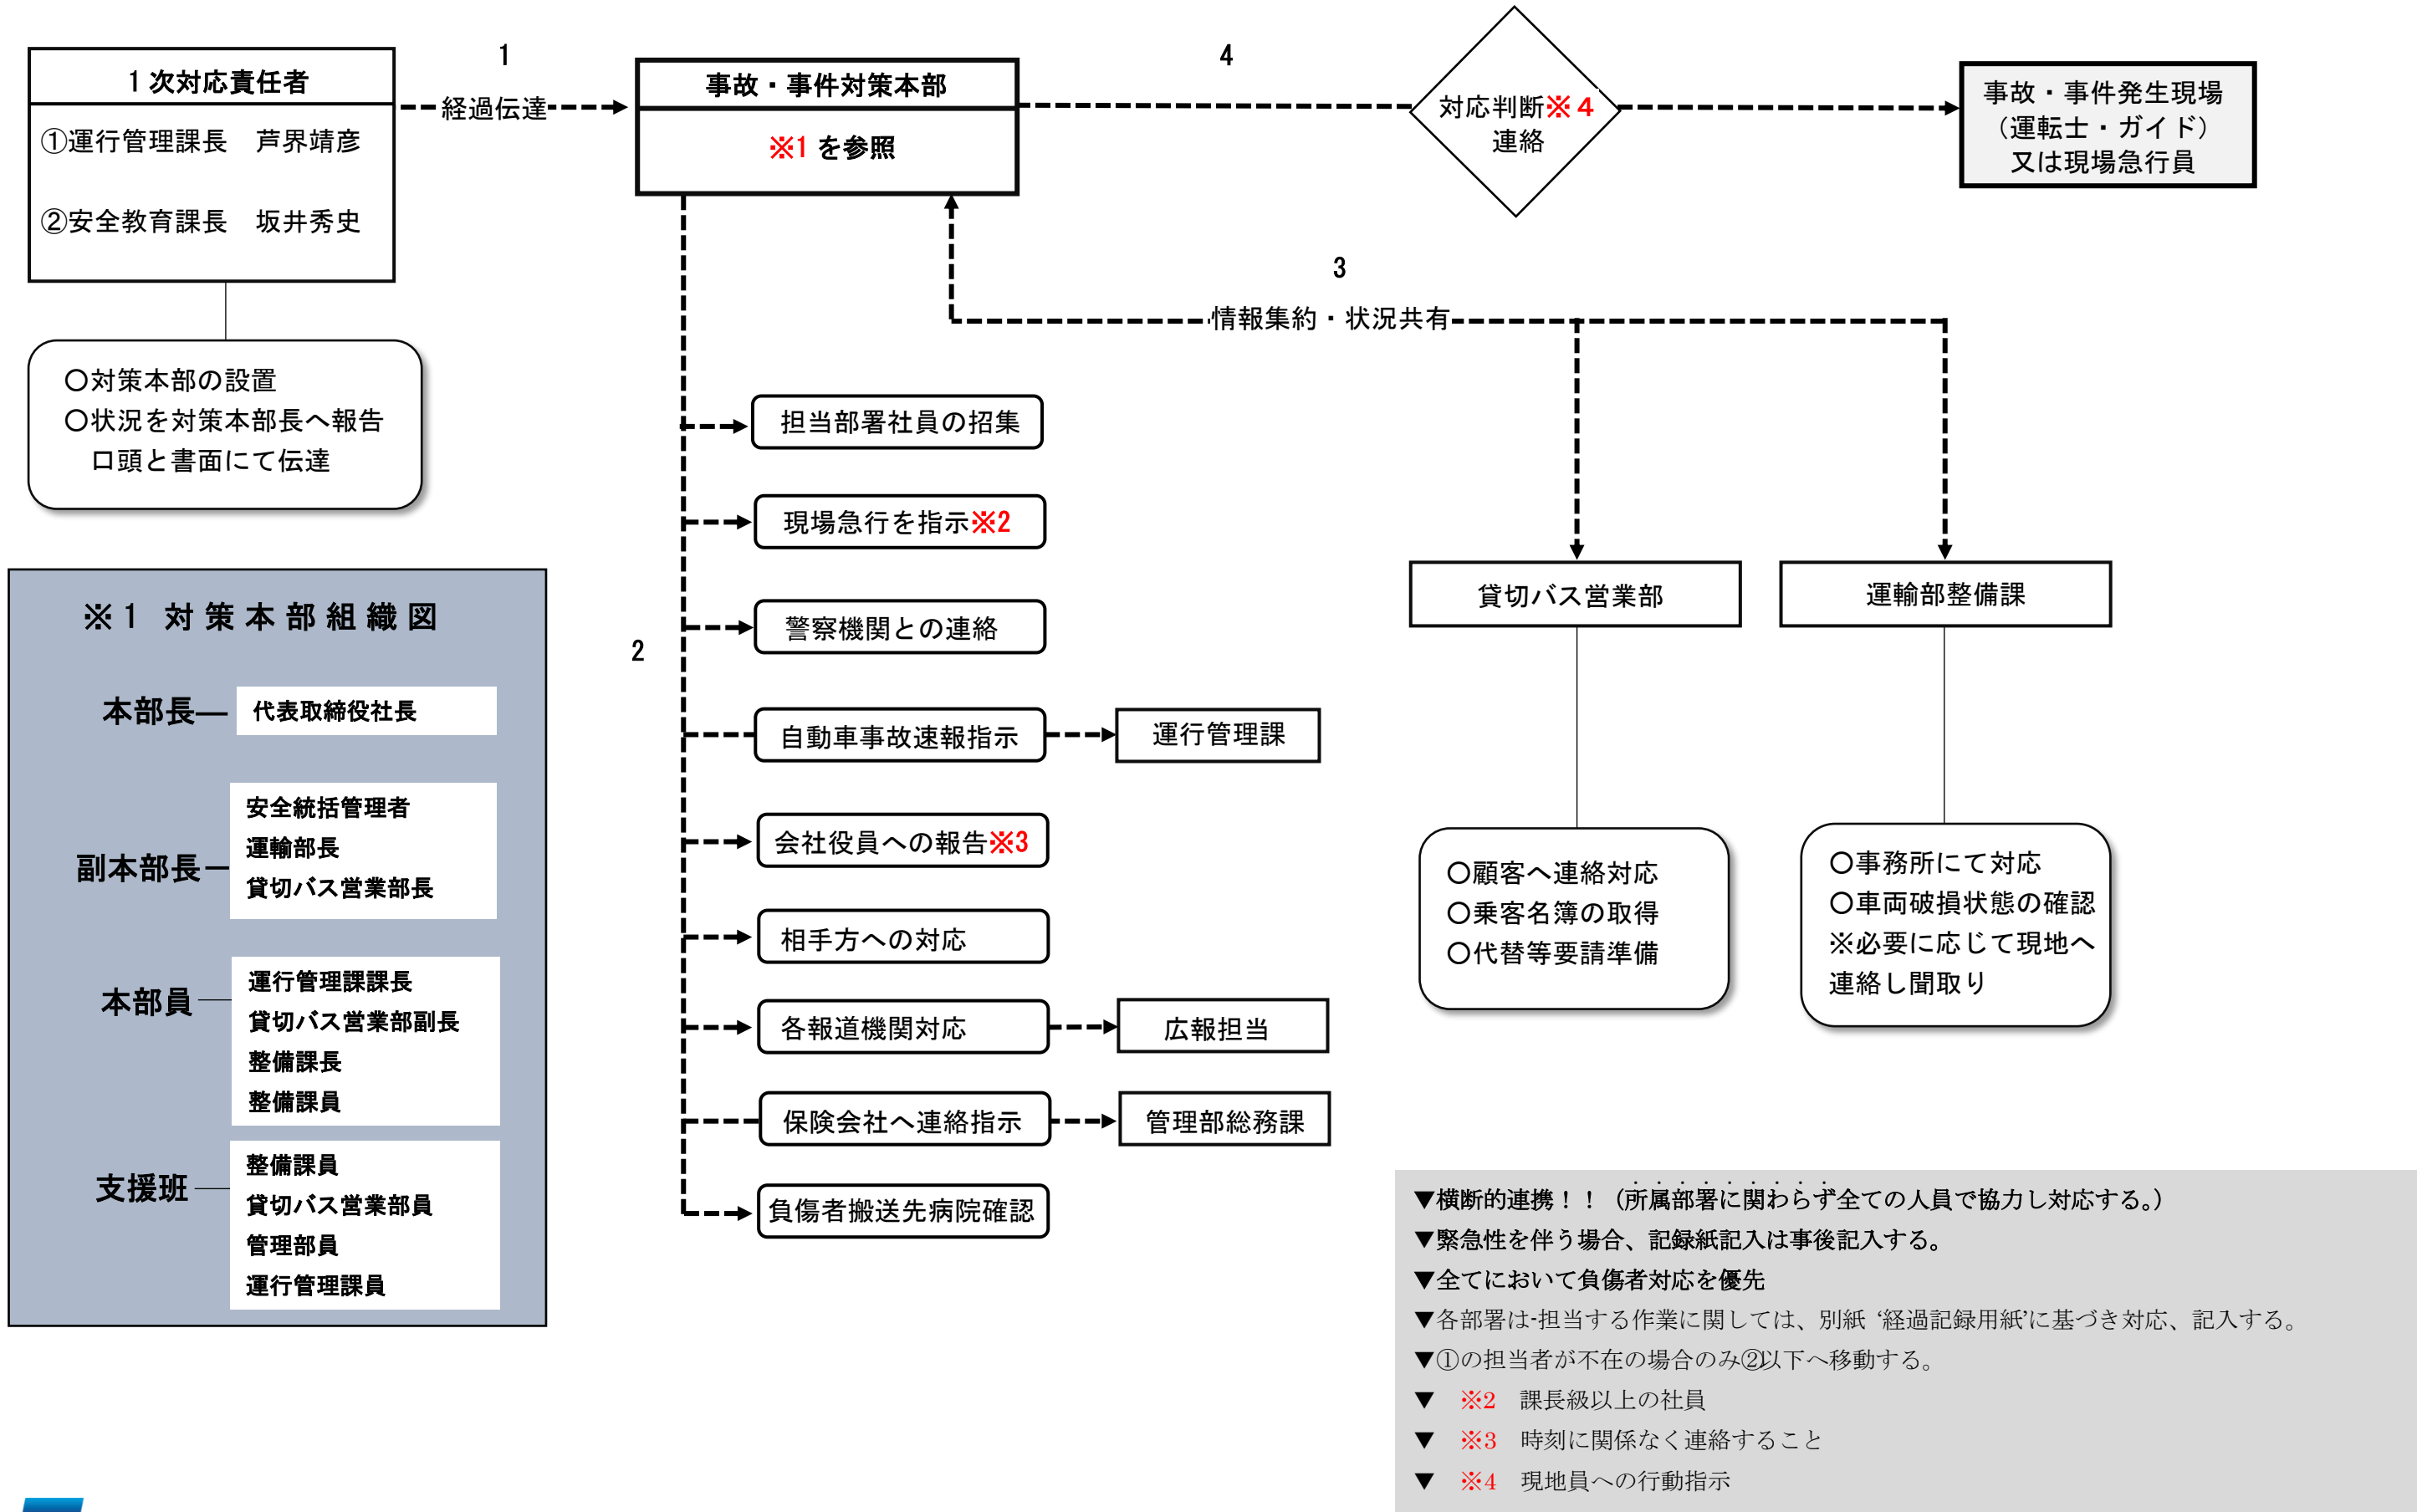 1次対応責任者
①運行管理課長　芦界靖彦
②安全教育課長　坂井秀史
○対策本部の設置
○状況を対策本部長へ報告
口頭と書面にて伝達
1
経過伝達
事故・事件対策本部
※1 を参照
4
対応判断※４
連絡
事故・事件発生現場
（運転士・ガイド）
又は現場急行員
3
情報集約・状況共有
2
担当部署社員の招集
現場急行を指示※2
警察機関との連絡
自動車事故速報指示
運行管理課
会社役員への報告※3
相手方への対応
各報道機関対応
広報担当
保険会社へ連絡指示
管理部総務課
負傷者搬送先病院確認
貸切バス営業部
○顧客へ連絡対応
○乗客名簿の取得
○代替等要請準備
運輸部整備課
○事務所にて対応
○車両破損状態の確認
※必要に応じて現地へ
連絡し聞取り
※1 対策本部組織図
本部長
代表取締役社長
副本部長
安全統括管理者
運輸部長
貸切バス営業部長
本部員
運行管理課課長
貸切バス営業部副長
整備課長
整備課員
支援班
整備課員
貸切バス営業部員
管理部員
運行管理課員
▼横断的連携！！（所属部署に関わらず全ての人員で協力し対応する。）
▼緊急性を伴う場合、記録紙記入は事後記入する。
▼全てにおいて負傷者対応を優先
▼各部署は-担当する作業に関しては、別紙‘経過記録用紙’に基づき対応、記入する。
▼①の担当者が不在の場合のみ②以下へ移動する。
▼　※2　課長級以上の社員
▼　※3　時刻に関係なく連絡すること
▼　※4　現地員への行動指示